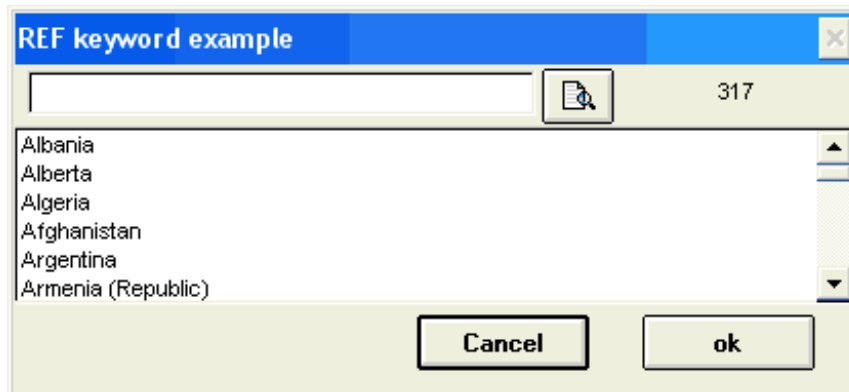 REF keyword example
317
Albania
Alberta
Algeria
Afghanistan
Argentina
Armenia (Republic)
Cancel ok